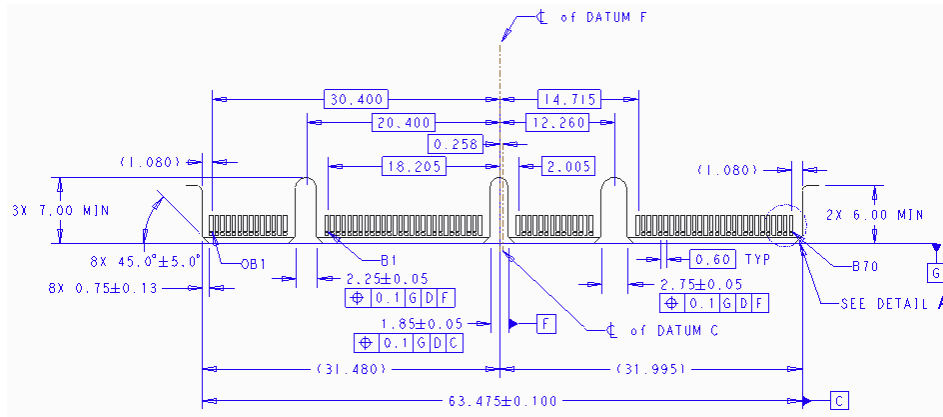 ℄ of DATUM F
30.400
14.715
20.400
12.260
0.258
(1.080)
18.205
2.005
(1.080)
3X 7.00 MIN
2X 6.00 MIN
8X 45.0°±5.0°
OB1
B1
0.60 TYP
B70
G
8X 0.75±0.13
2.25±0.05
⌖ 0.1 G D F
2.75±0.05
⌖ 0.1 G D F
SEE DETAIL A
1.85±0.05
F
⌖ 0.1 G D C
℄ of DATUM C
(31.480)
(31.995)
63.475±0.100
C